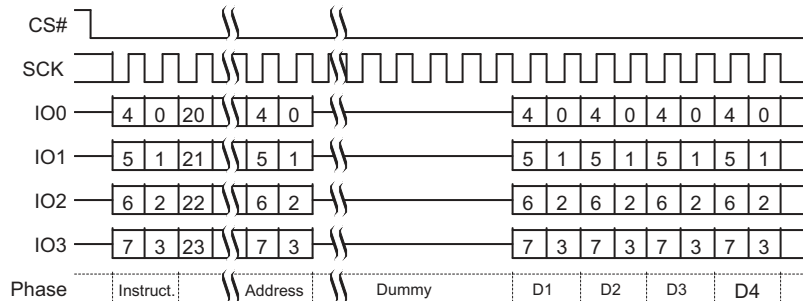 CS#
SCK
IO0 4 0 20 4 0 4 0 4 0 4 0 4 0
IO1 5 1 21 5 1 5 1 5 1 5 1 5 1
IO2 6 2 22 6 2 6 2 6 2 6 2 6 2
IO3 7 3 23 7 3 7 3 7 3 7 3 7 3
Phase Instruct. Address Dummy D1 D2 D3 D4